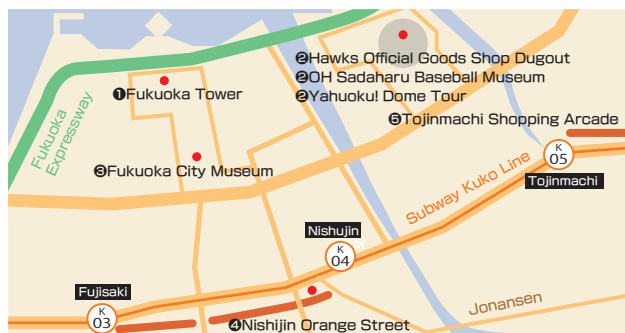 ❷Hawks Official Goods Shop Dugout
❷OH Sadaharu Baseball Museum
❷Yahuoku! Dome Tour
❶Fukuoka Tower
❺Tojinmachi Shopping Arcade
Fukuoka
Expressway
❸Fukuoka City Museum
K
05
Tojinmachi
Subway Kuko Line
Nishujin
K
04
Fujisaki
K
03
❹Nishijin Orange Street
Jonansen